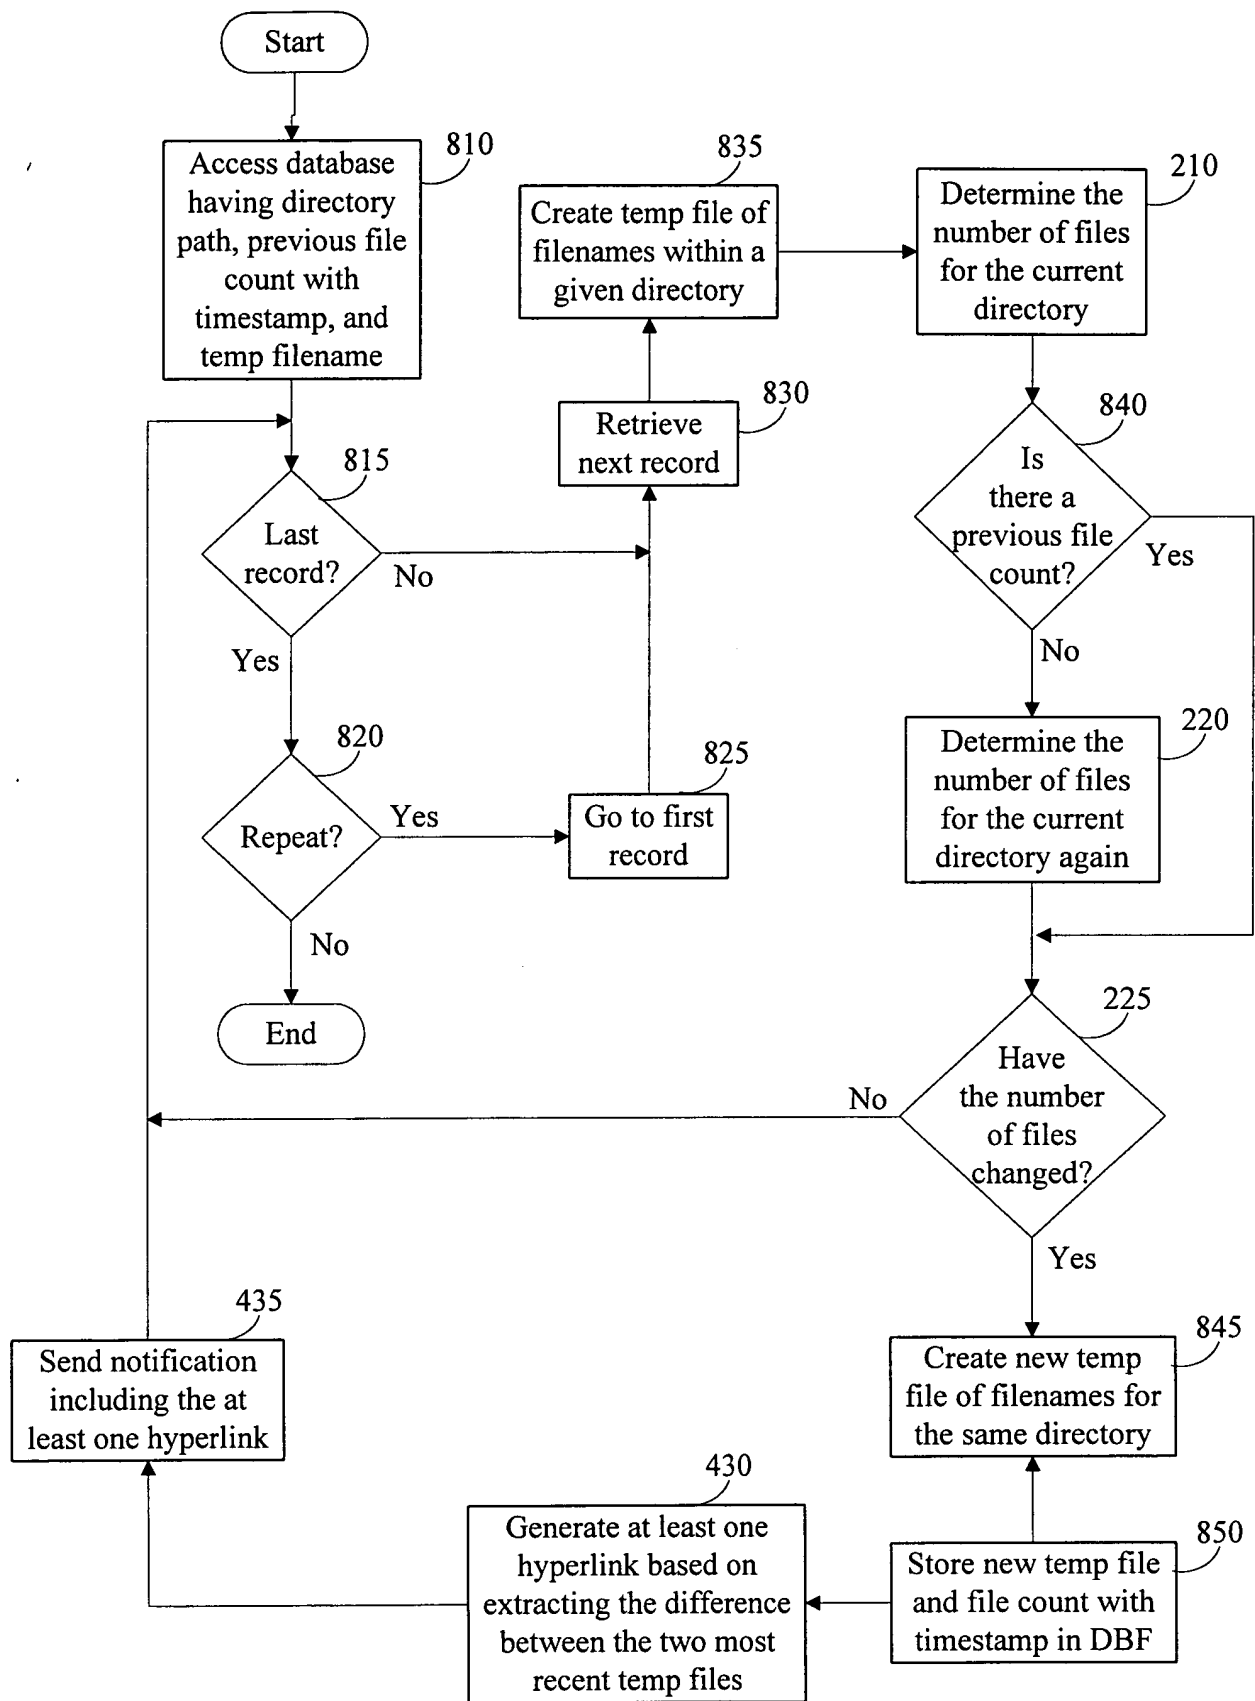 Start
810
Access database
having directory
path, previous file
count with
timestamp, and
temp filename
815
Last
record?
No
Yes
820
Repeat?
Yes
No
End
825
Go to first
record
830
Retrieve
next record
835
Create temp file of
filenames within a
given directory
210
Determine the
number of files
for the current
directory
840
Is
there a
previous file
count?
Yes
No
220
Determine the
number of files
for the current
directory again
225
Have
the number
of files
changed?
No
Yes
845
Create new temp
file of filenames for
the same directory
850
Store new temp file
and file count with
timestamp in DBF
430
Generate at least one
hyperlink based on
extracting the difference
between the two most
recent temp files
435
Send notification
including the at
least one hyperlink